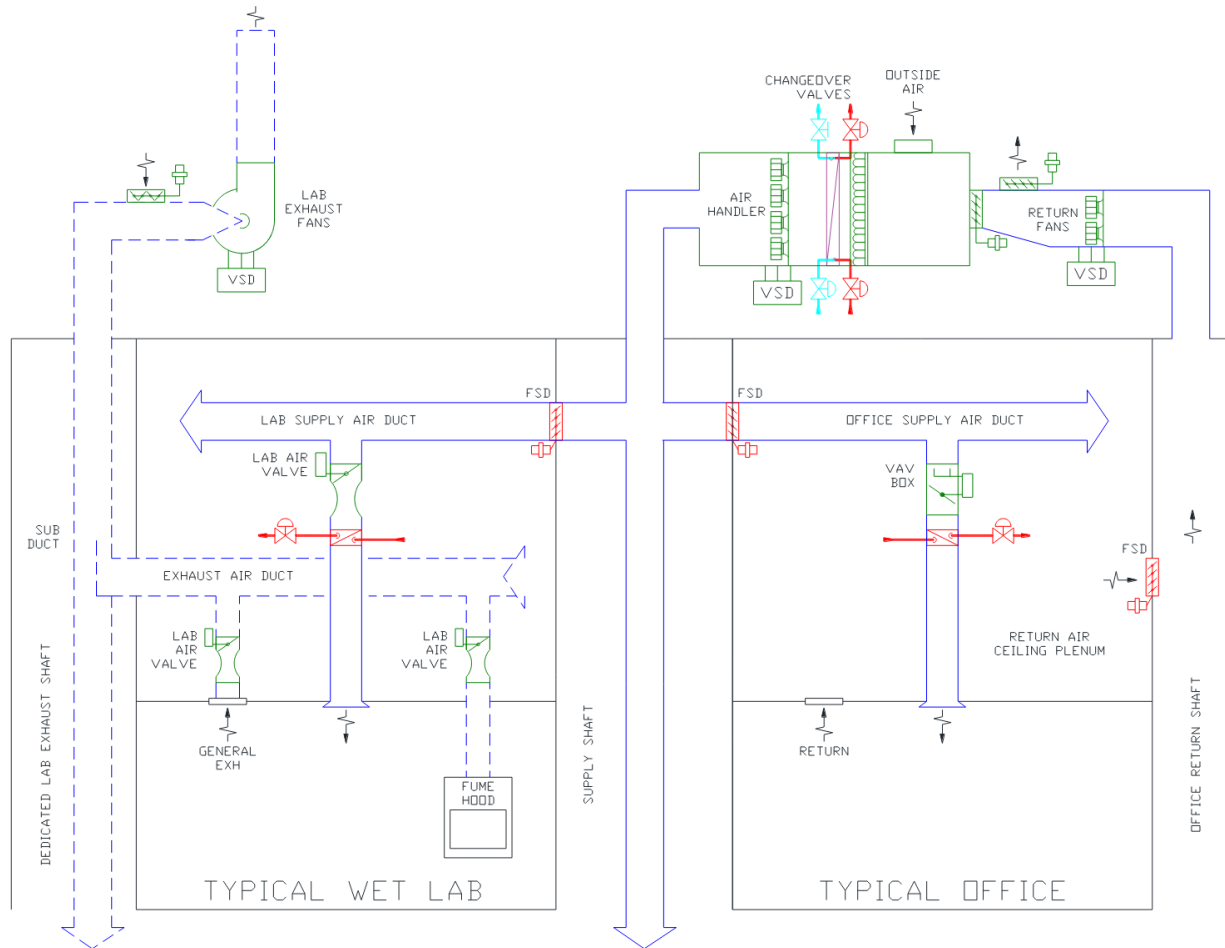 CHANGEOVER
VALVES
OUTSIDE
AIR
LAB
EXHAUST
FANS
VSD
AIR
HANDLER
VSD
RETURN
FANS
VSD
FSD
FSD
LAB SUPPLY AIR DUCT
OFFICE SUPPLY AIR DUCT
LAB AIR
VALVE
VAV
BOX
SUB
DUCT
EXHAUST AIR DUCT
FSD
LAB
AIR
VALVE
LAB
AIR
VALVE
RETURN AIR
CEILING PLENUM
DEDICATED LAB EXHAUST SHAFT
GENERAL
EXH
FUME
HOOD
SUPPLY SHAFT
RETURN
OFFICE RETURN SHAFT
TYPICAL WET LAB
TYPICAL OFFICE